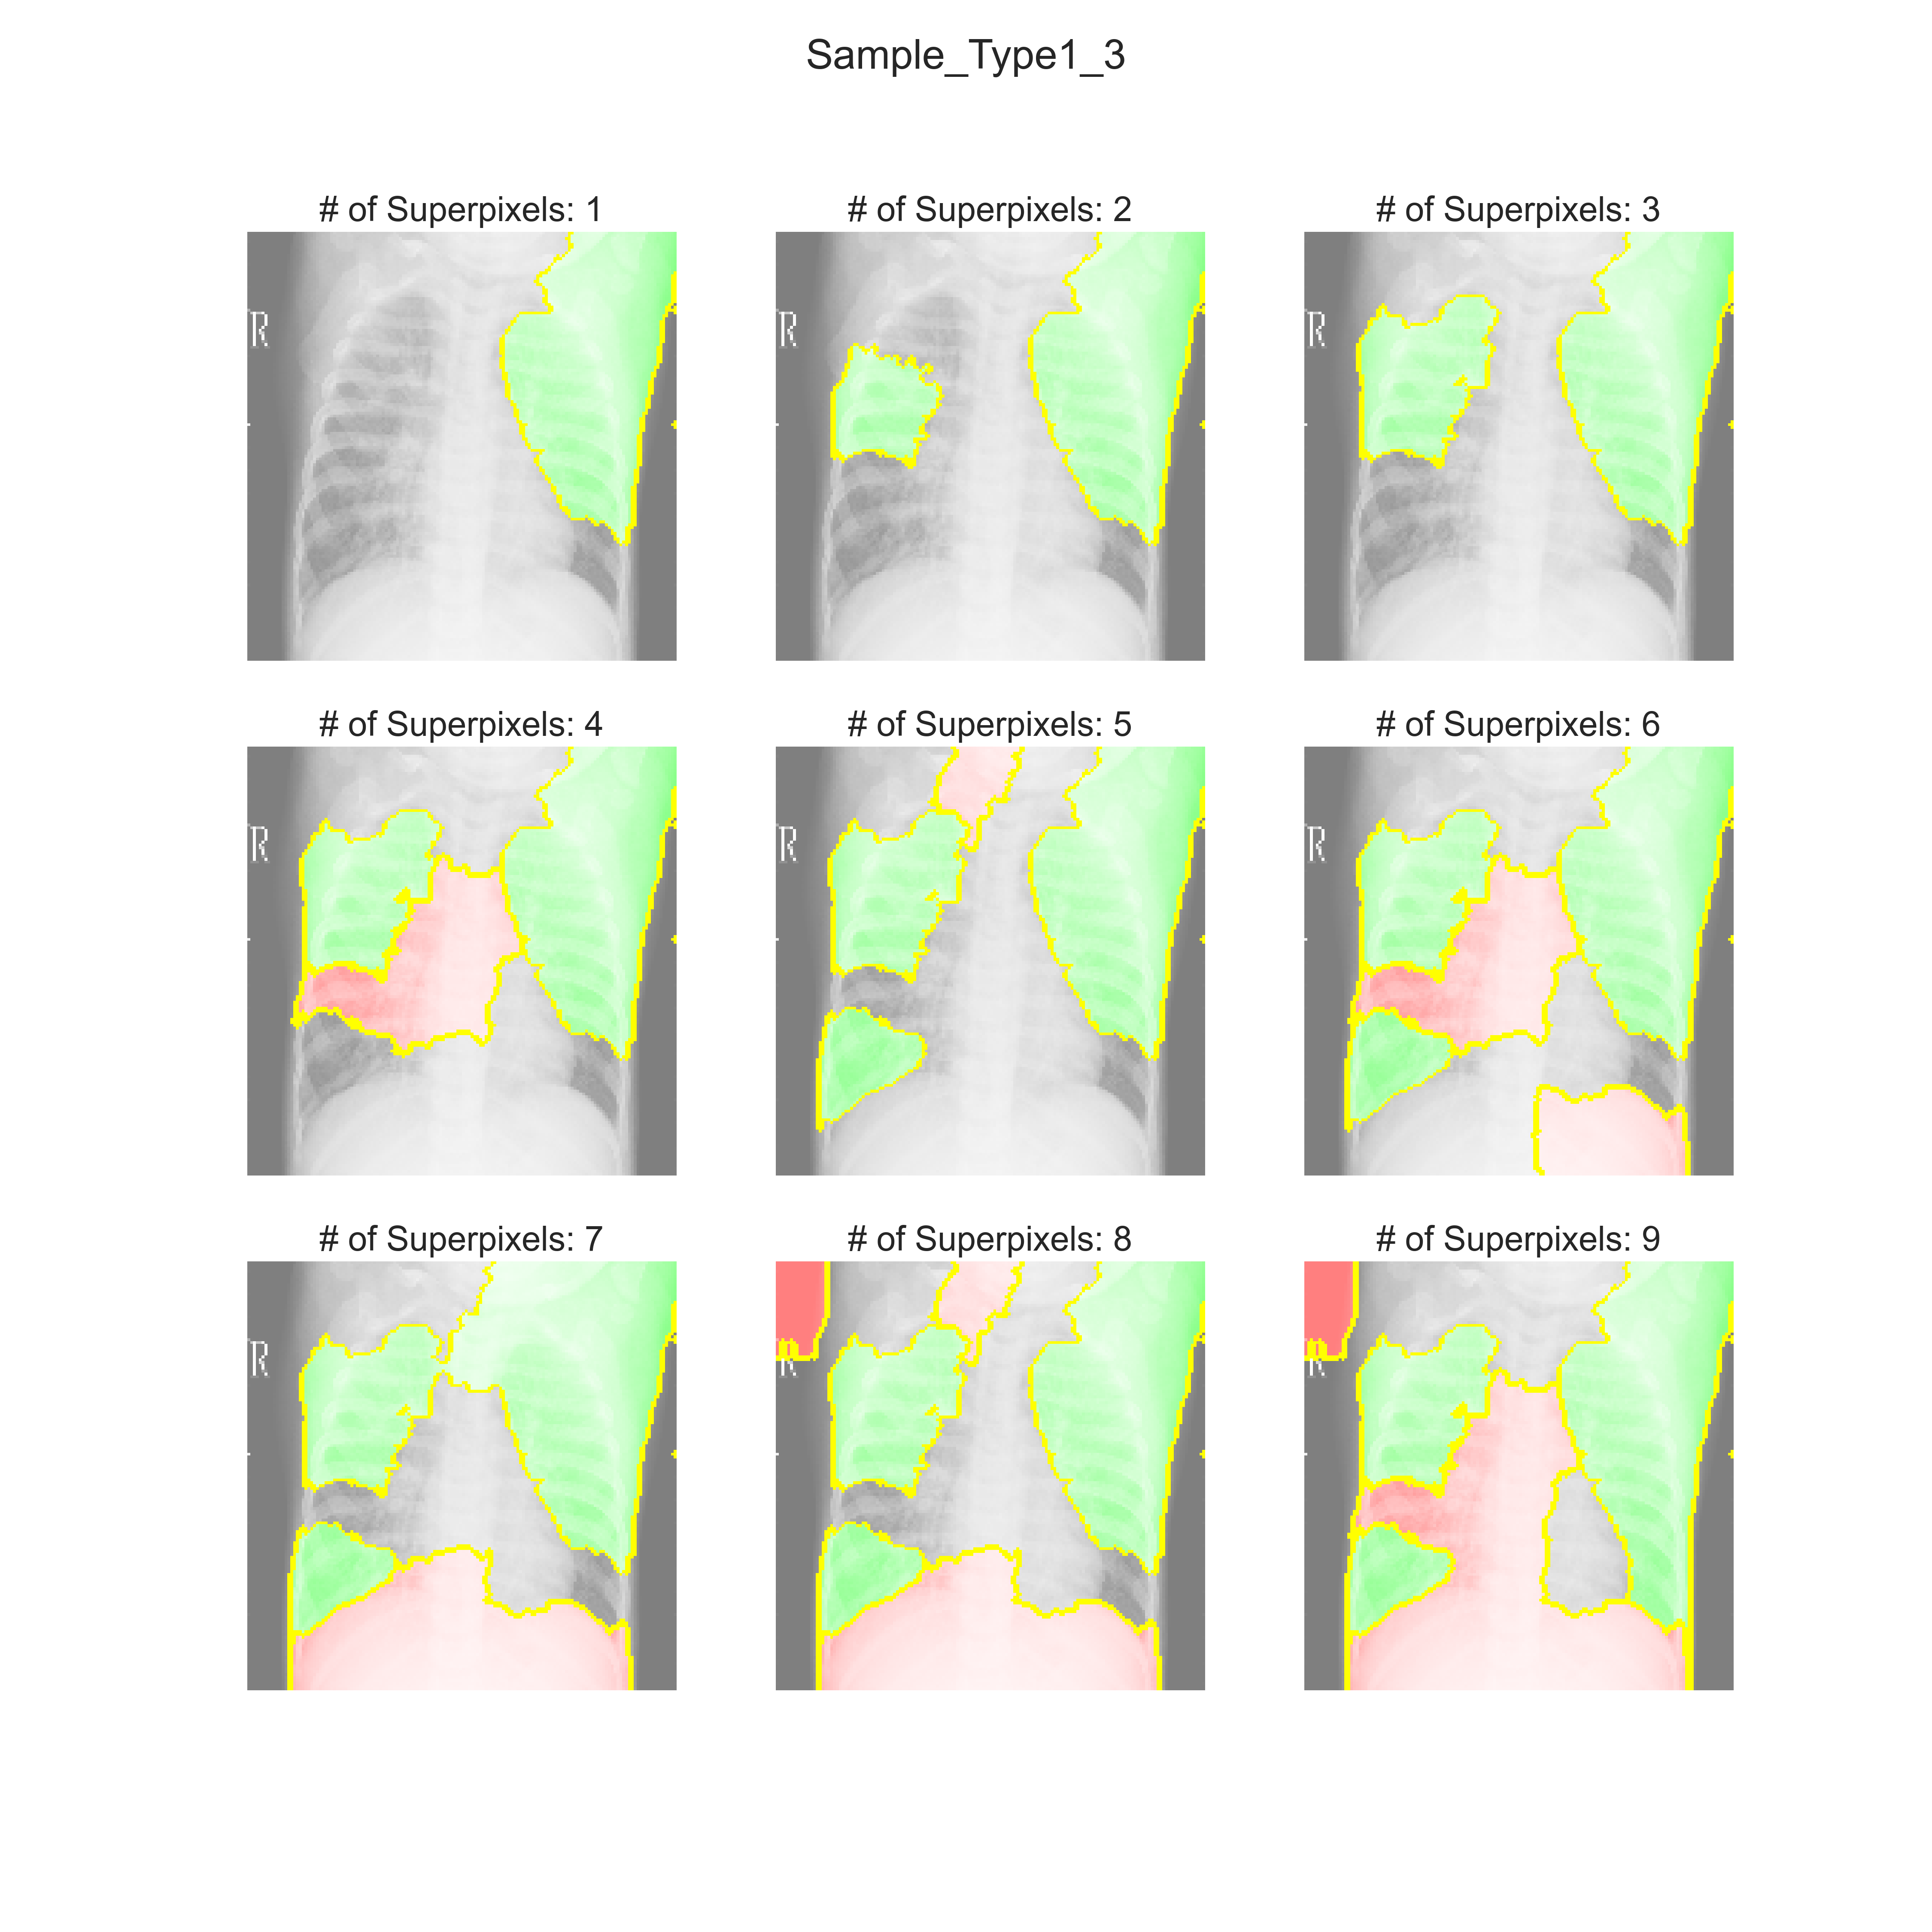 Sample_Type1_3
# of Superpixels: 1
# of Superpixels: 2
# of Superpixels: 3
R
R
R
# of Superpixels: 4
# of Superpixels: 5
# of Superpixels: 6
R
R
R
# of Superpixels: 7
# of Superpixels: 8
# of Superpixels: 9
R
R
R